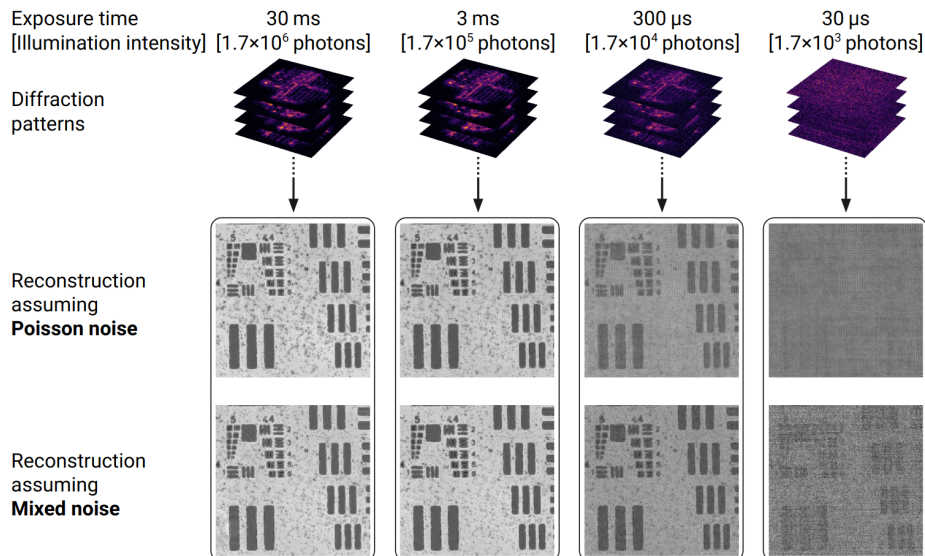 Exposure time
[Illumination intensity]
30 ms
[1.7×10⁶ photons]
3 ms
[1.7×10⁵ photons]
300 µs
[1.7×10⁴ photons]
30 µs
[1.7×10³ photons]
Diffraction
patterns
Reconstruction
assuming
Poisson noise
Reconstruction
assuming
Mixed noise